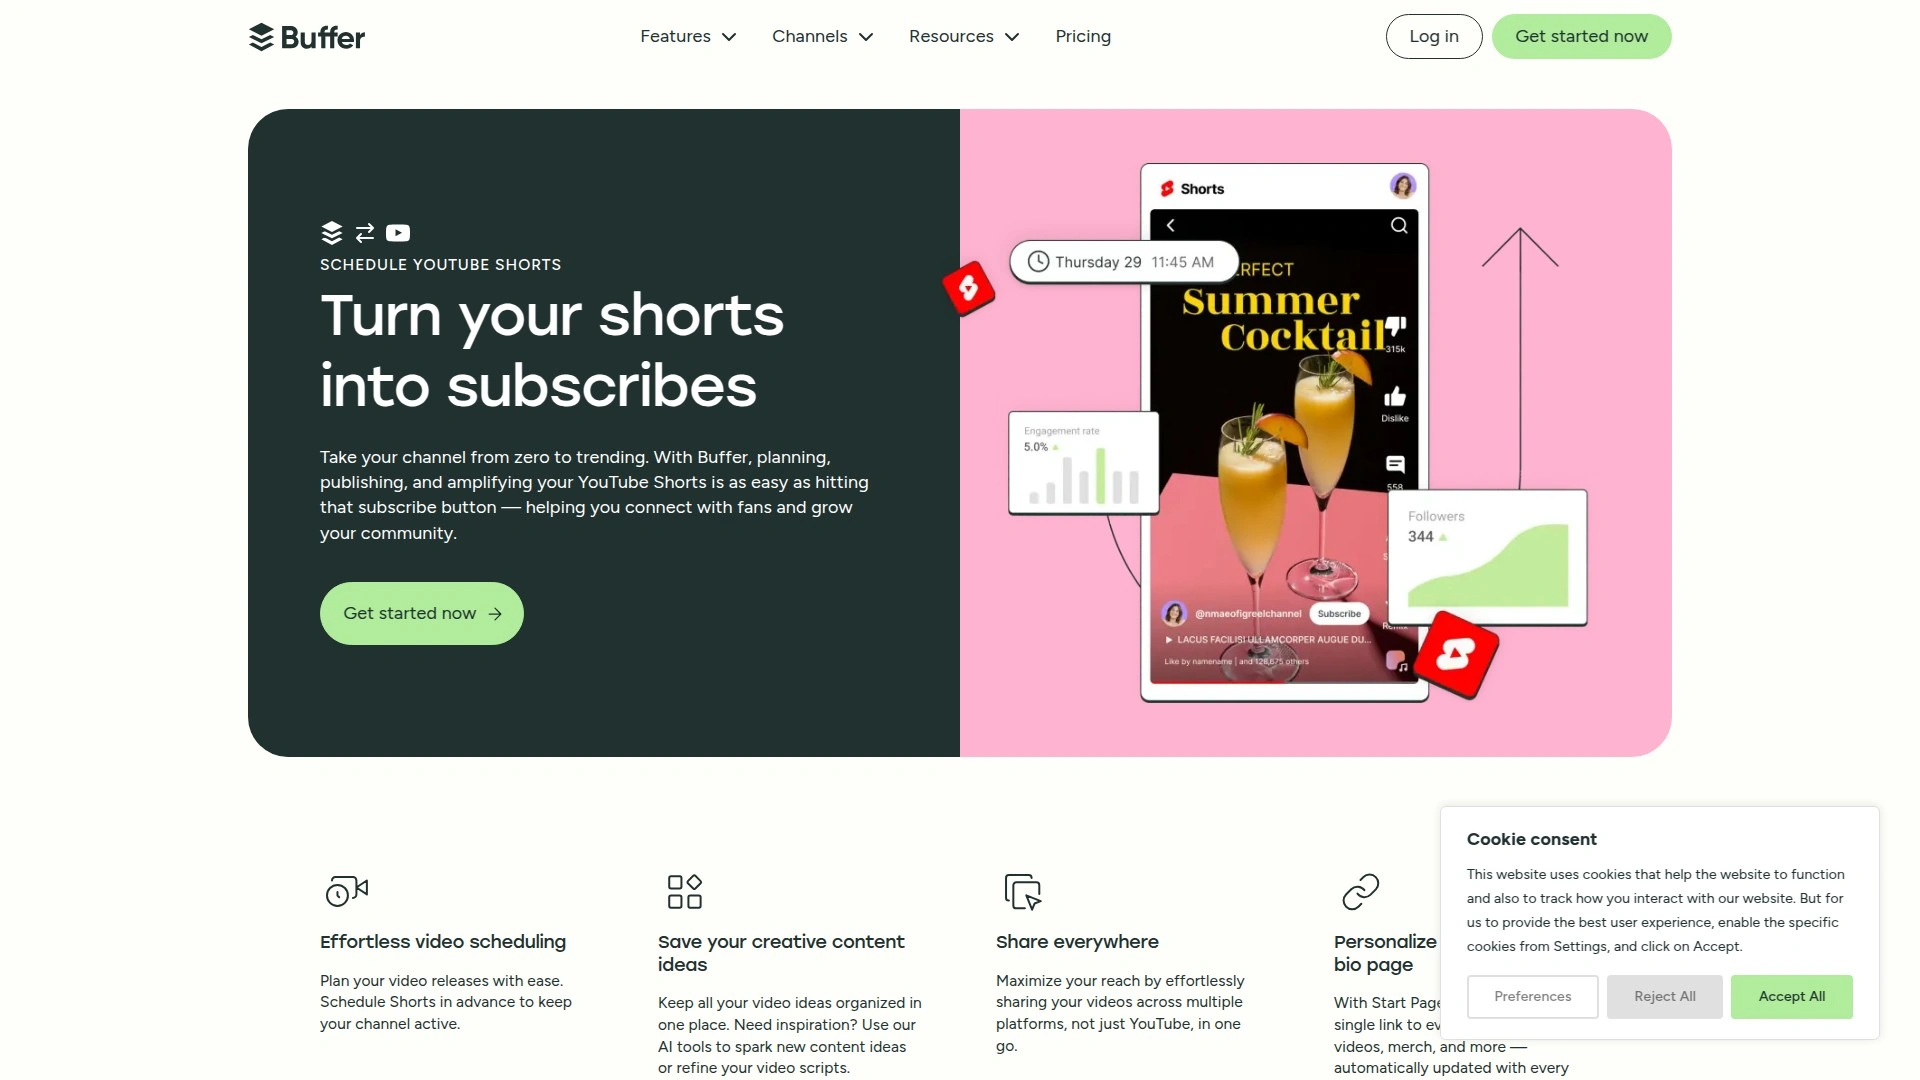 Buffer
Features
Channels
Resources
Pricing
Log in
Get started now
SCHEDULE YOUTUBE SHORTS
Turn your shorts
into subscribes
Take your channel from zero to trending. With Buffer, planning,
publishing, and amplifying your YouTube Shorts is as easy as hitting
that subscribe button — helping you connect with fans and grow
your community.
Get started now
Shorts
Thursday 29 11:45 AM
ERFECT
Summer
Cocktail
315k
Dislike
558
Engagement rate
5.0%
Followers
344
@nmaeofigreelchannel
Subscribe
LACUS FACILISI ULLAMCORPER AUGUE DU...
Like by namename | and 128,675 others
Effortless video scheduling
Plan your video releases with ease.
Schedule Shorts in advance to keep
your channel active.
Save your creative content
ideas
Keep all your video ideas organized in
one place. Need inspiration? Use our
AI tools to spark new content ideas
or refine your video scripts.
Share everywhere
Maximize your reach by effortlessly
sharing your videos across multiple
platforms, not just YouTube, in one
go.
Personalize
bio page
With Start Page
single link to ev
videos, merch, and more —
automatically updated with every
Cookie consent
This website uses cookies that help the website to function
and also to track how you interact with our website. But for
us to provide the best user experience, enable the specific
cookies from Settings, and click on Accept.
Preferences
Reject All
Accept All